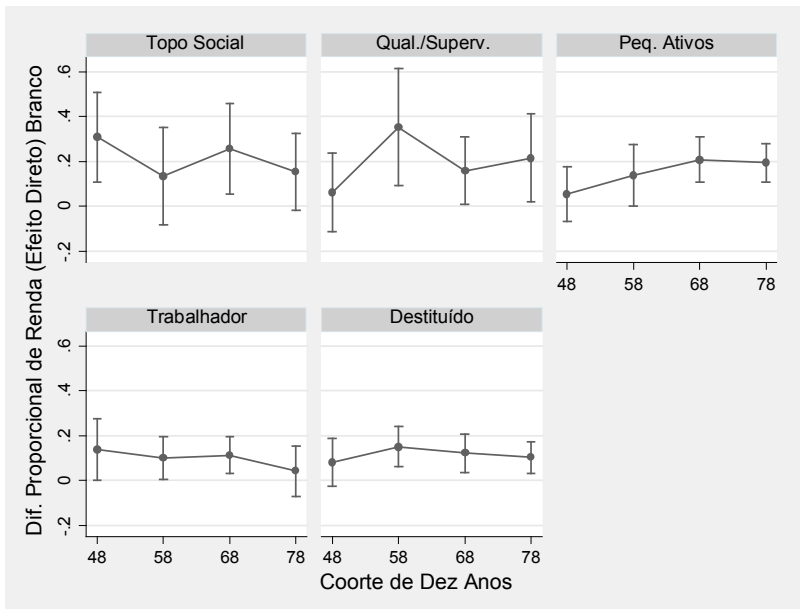 Topo Social
Qual./Superv.
Peq. Ativos
Dif. Proporcional de Renda (Efeito Direto) Branco
.6
.4
.2
0
-.2
48 58 68 78
Trabalhador
Destituído
.6
.4
.2
0
-.2
48 58 68 78
48 58 68 78
Coorte de Dez Anos